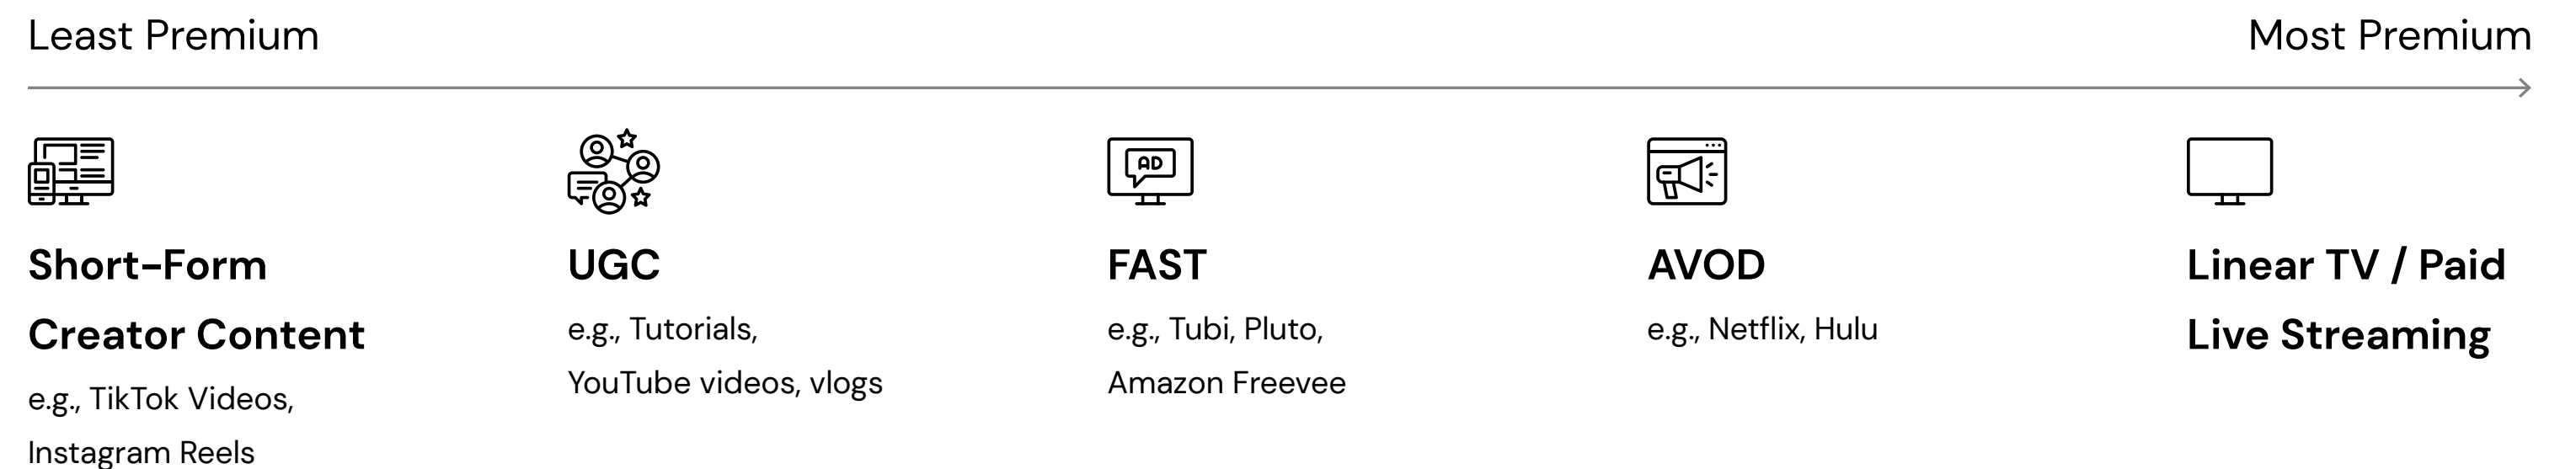 Least Premium
Most Premium
AD
Short-Form
Creator Content
e.g., TikTok Videos,
Instagram Reels
UGC
e.g., Tutorials,
YouTube videos, vlogs
FAST
e.g., Tubi, Pluto,
Amazon Freevee
AVOD
e.g., Netflix, Hulu
Linear TV / Paid
Live Streaming